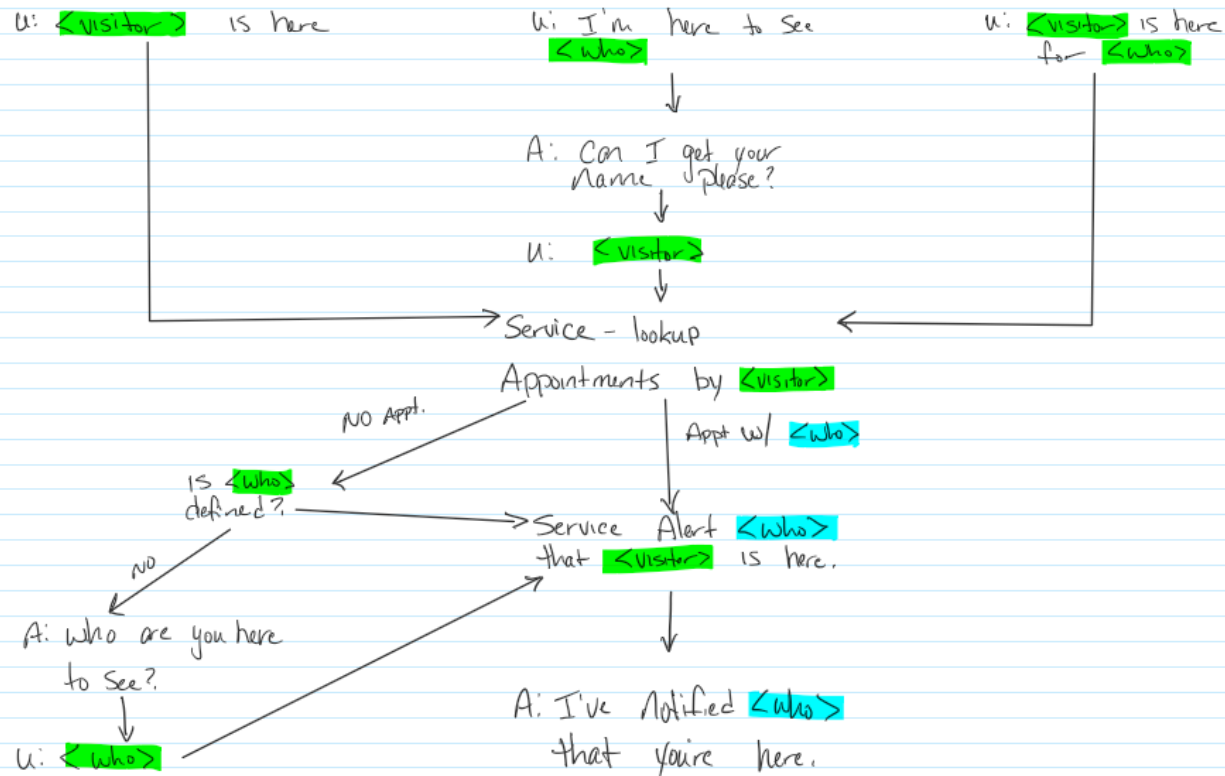 U: <visitor> is here
U: I'm here to see
<who>
U: <visitor> is here
for <who>
A: Can I get your
name please?
U: <visitor>
Service - lookup
Appointments by <visitor>
NO Appt.
Appt w/ <who>
is <who>
defined?
Service Alert <who>
that <visitor> is here.
NO
A: Who are you here
to see?
U: <who>
A: I've Notified <who>
that you're here.